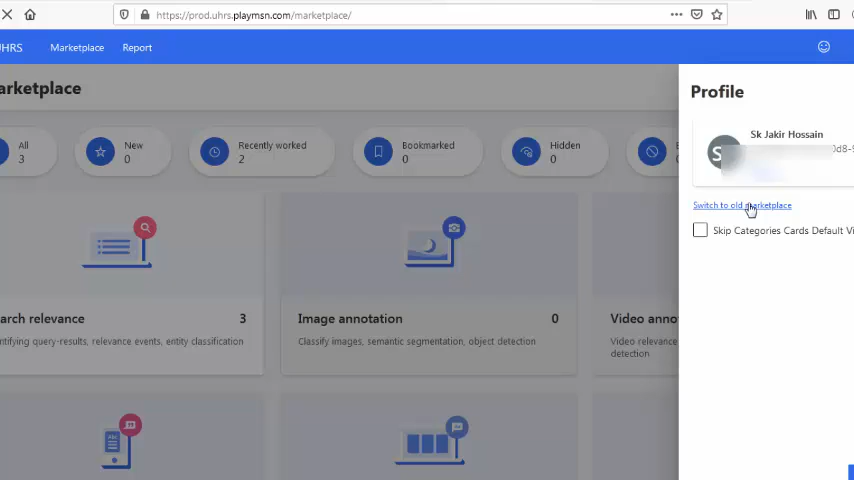 https://prod.uhrs.playmsn.com/marketplace/
UHRS Marketplace Report
arketplace
Profile
All
3
New
0
Recently worked
2
Bookmarked
0
Hidden
0
S
Sk Jakir Hossain
Switch to old marketplace
Skip Categories Cards Default Vi
arch relevance 3
ntifying query-results, relevance events, entity classification
Image annotation 0
Classify images, semantic segmentation, object detection
Video anno
Video relevance
detection